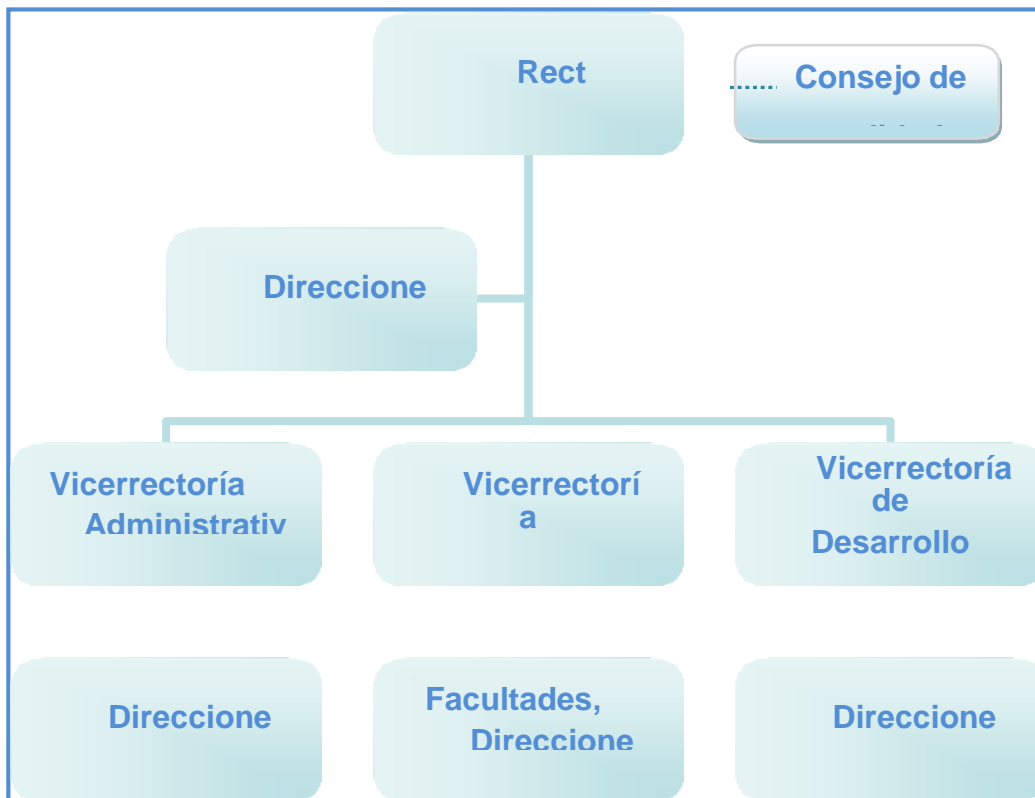 Rect
Consejo de
Direccione
Vicerrectoría
Administrativ
Vicerrectorí
a
Vicerrectoría
de
Desarrollo
Direccione
Facultades,
Direccione
Direccione